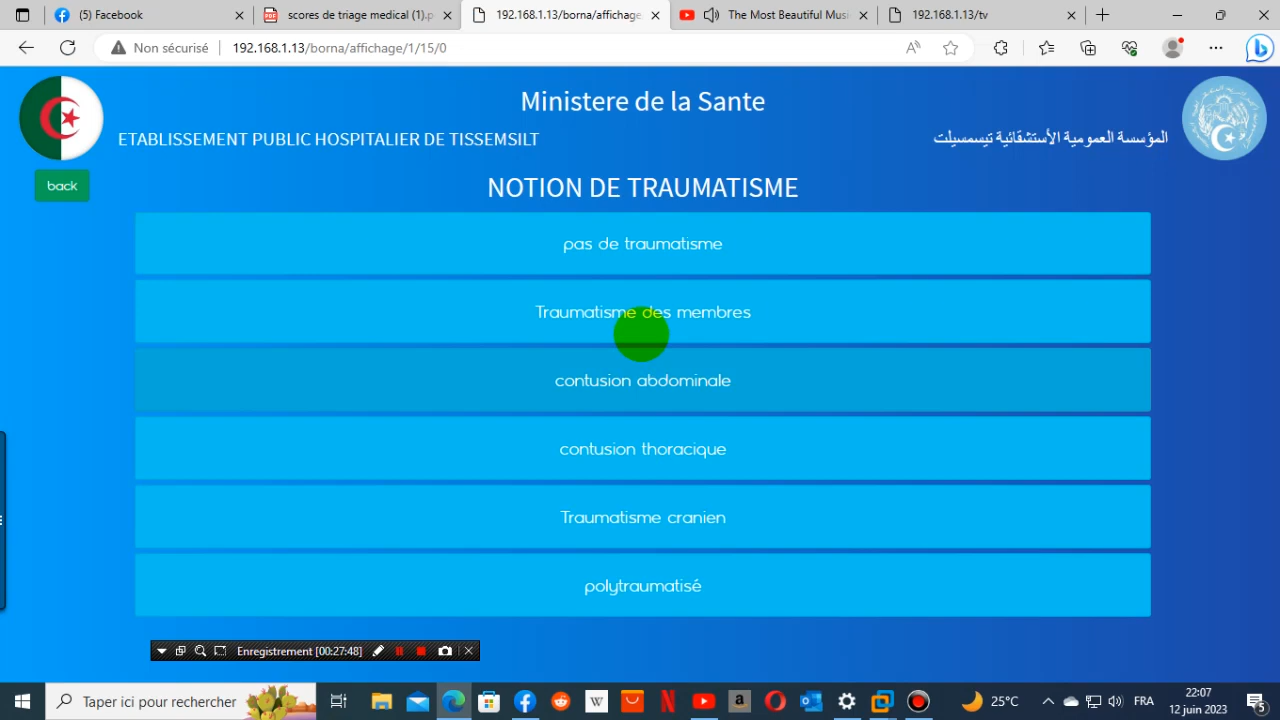 (5) Facebook
scores de triage medical (1).p
192.168.1.13/borna/affichage
The Most Beautiful Mus
192.168.1.13/tv
Non sécurisé
192.168.1.13/borna/affichage/1/15/0
Ministere de la Sante
ETABLISSEMENT PUBLIC HOSPITALIER DE TISSEMSILT
المؤسسة العمومية الأستشفائية تيسمسيلت
back
NOTION DE TRAUMATISME
pas de traumatisme
Traumatisme des membres
contusion abdominale
contusion thoracique
Traumatisme cranien
polytraumatisé
Enregistrement [00:27:48]
Taper ici pour rechercher
25°C
FRA
22:07
12 juin 2023
5